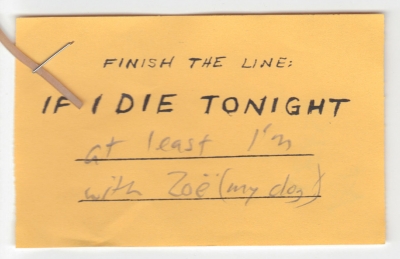 FINISH THE LINE:
IF I DIE TONIGHT
at least I'm
with Zoë (my dog)